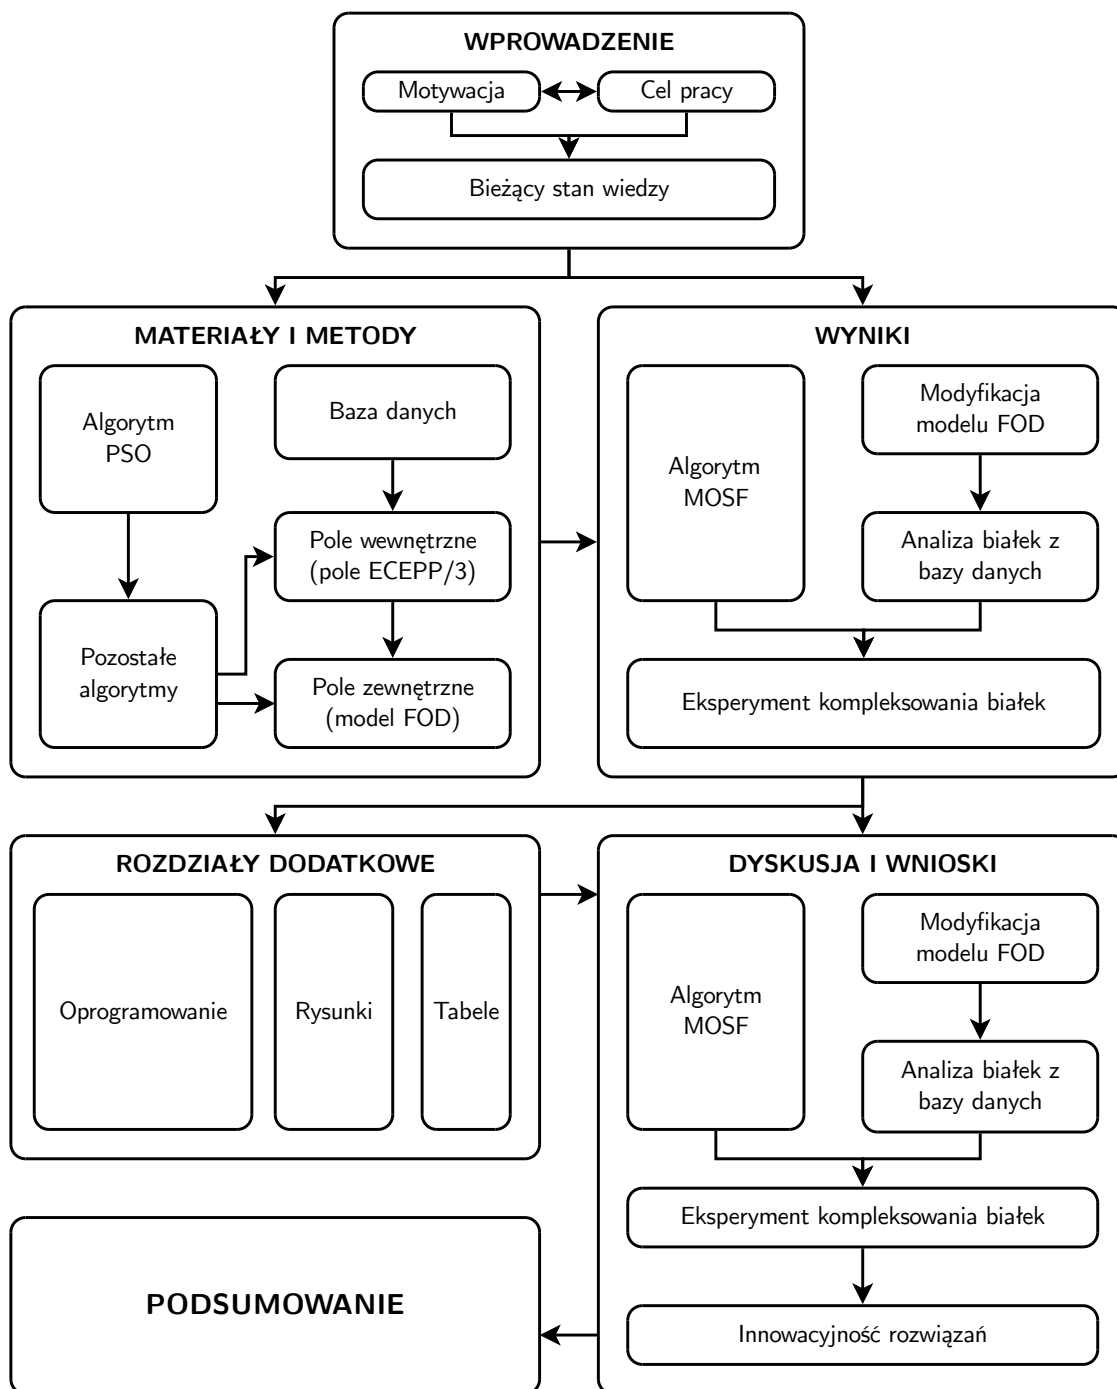 WPROWADZENIE
Motywacja
Cel pracy
Bieżący stan wiedzy
MATERIAŁY I METODY
Algorytm
PSO
Baza danych
Pole wewnętrzne
(pole ECEPP/3)
Pozostałe
algorytmy
Pole zewnętrzne
(model FOD)
WYNIKI
Algorytm
MOSF
Modyfikacja
modelu FOD
Analiza białek z
bazy danych
Eksperyment kompleksowania białek
ROZDZIAŁY DODATKOWE
Oprogramowanie
Rysunki
Tabele
DYSKUSJA I WNIOSKI
Algorytm
MOSF
Modyfikacja
modelu FOD
Analiza białek z
bazy danych
Eksperyment kompleksowania białek
Innowacyjność rozwiązań
PODSUMOWANIE